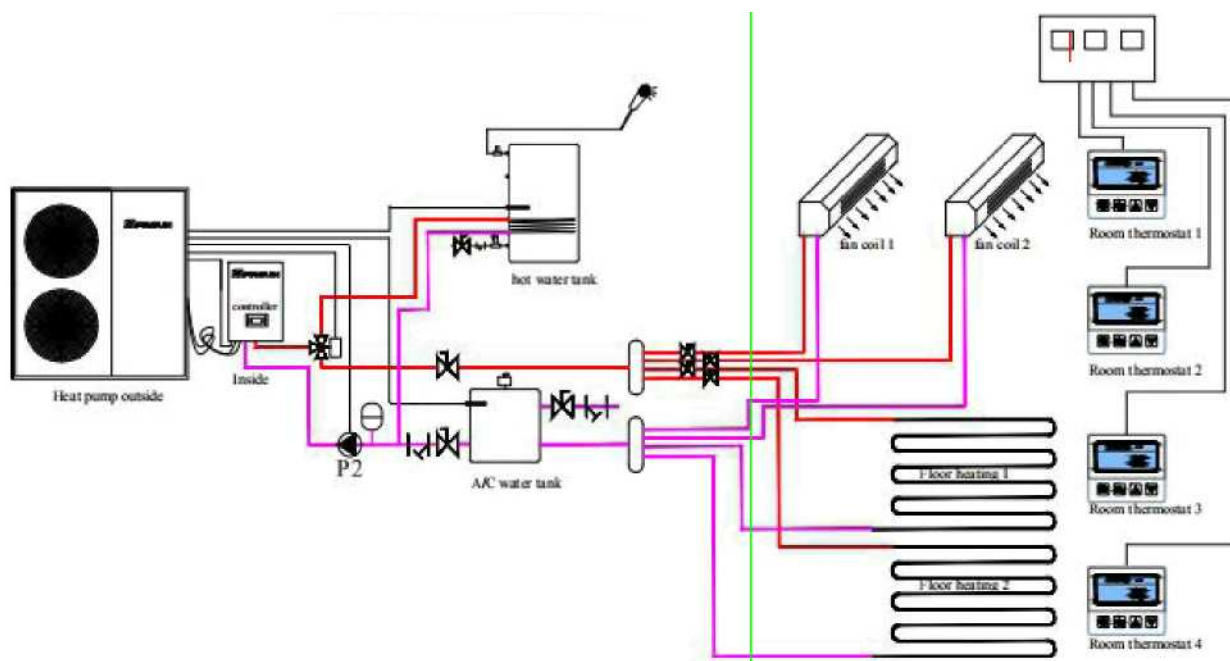 fan coil 1
fan coil 2
Room thermostat 1
hot water tank
controller
Room thermostat 2
Inside
Heat pump outside
P2
A/C water tank
Floor heating 1
Room thermostat 3
Floor heating 2
Room thermostat 4